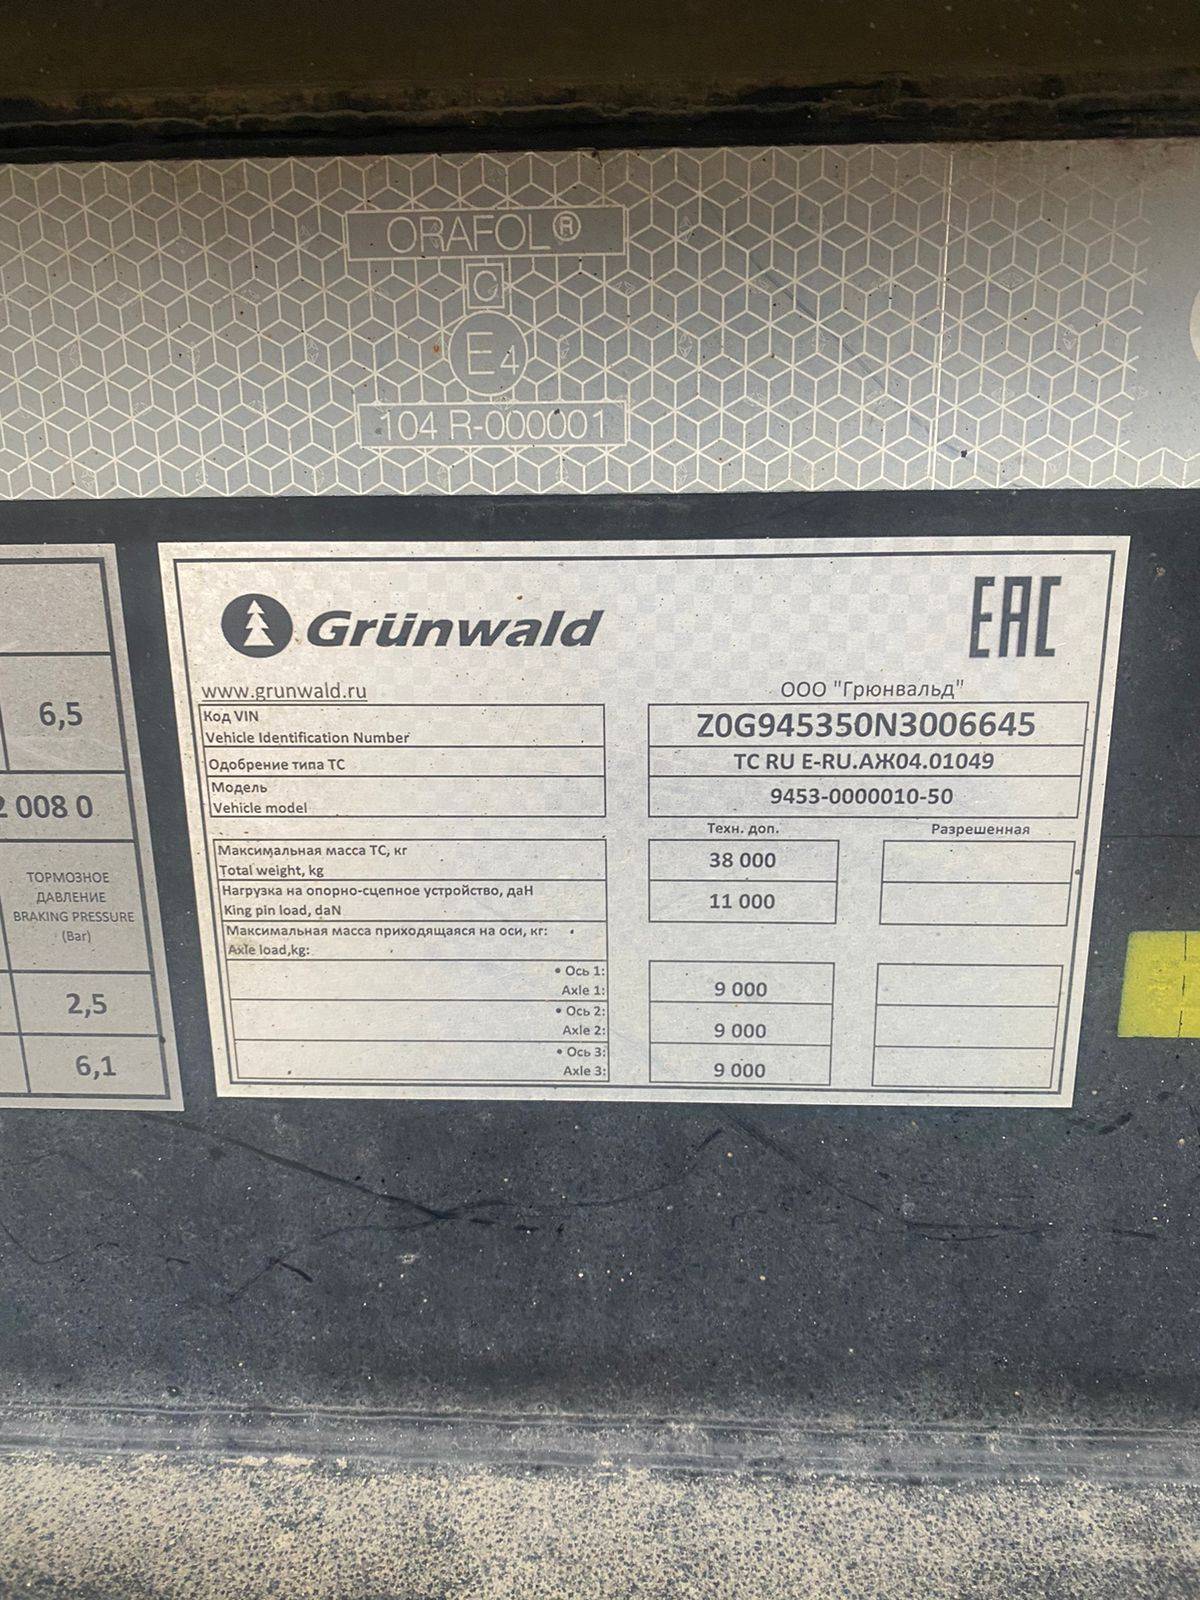 ORAFOL®
C
E4
104 R-000001
6,5
2 008 0
ТОРМОЗНОЕ
ДАВЛЕНИЕ
BRAKING PRESSURE
(Bar)
2,5
6,1
Grünwald
EAC
www.grunwald.ru
ООО "Грюнвальд"
Код VIN
Vehicle Identification Number
Z0G945350N3006645
Одобрение типа ТС
ТС RU E-RU.АЖ04.01049
Модель
Vehicle model
9453-0000010-50
Техн. доп.
Разрешенная
Максимальная масса ТС, кг
Total weight, kg
38 000
Нагрузка на опорно-сцепное устройство, даН
King pin load, daN
11 000
Максимальная масса приходящаяся на оси, кг:
Axle load,kg:
• Ось 1:
Axle 1:
9 000
• Ось 2:
Axle 2:
9 000
• Ось 3:
Axle 3:
9 000